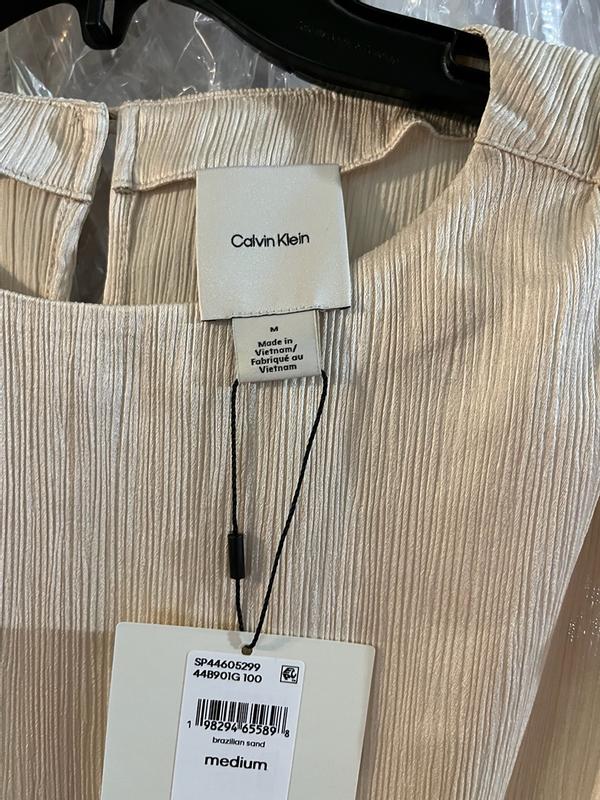 Calvin Klein
M
Made in
Vietnam/
Fabriqué au
Vietnam
SP44605299
44B901G 100
1 98294 65589 8
brazilian sand
medium